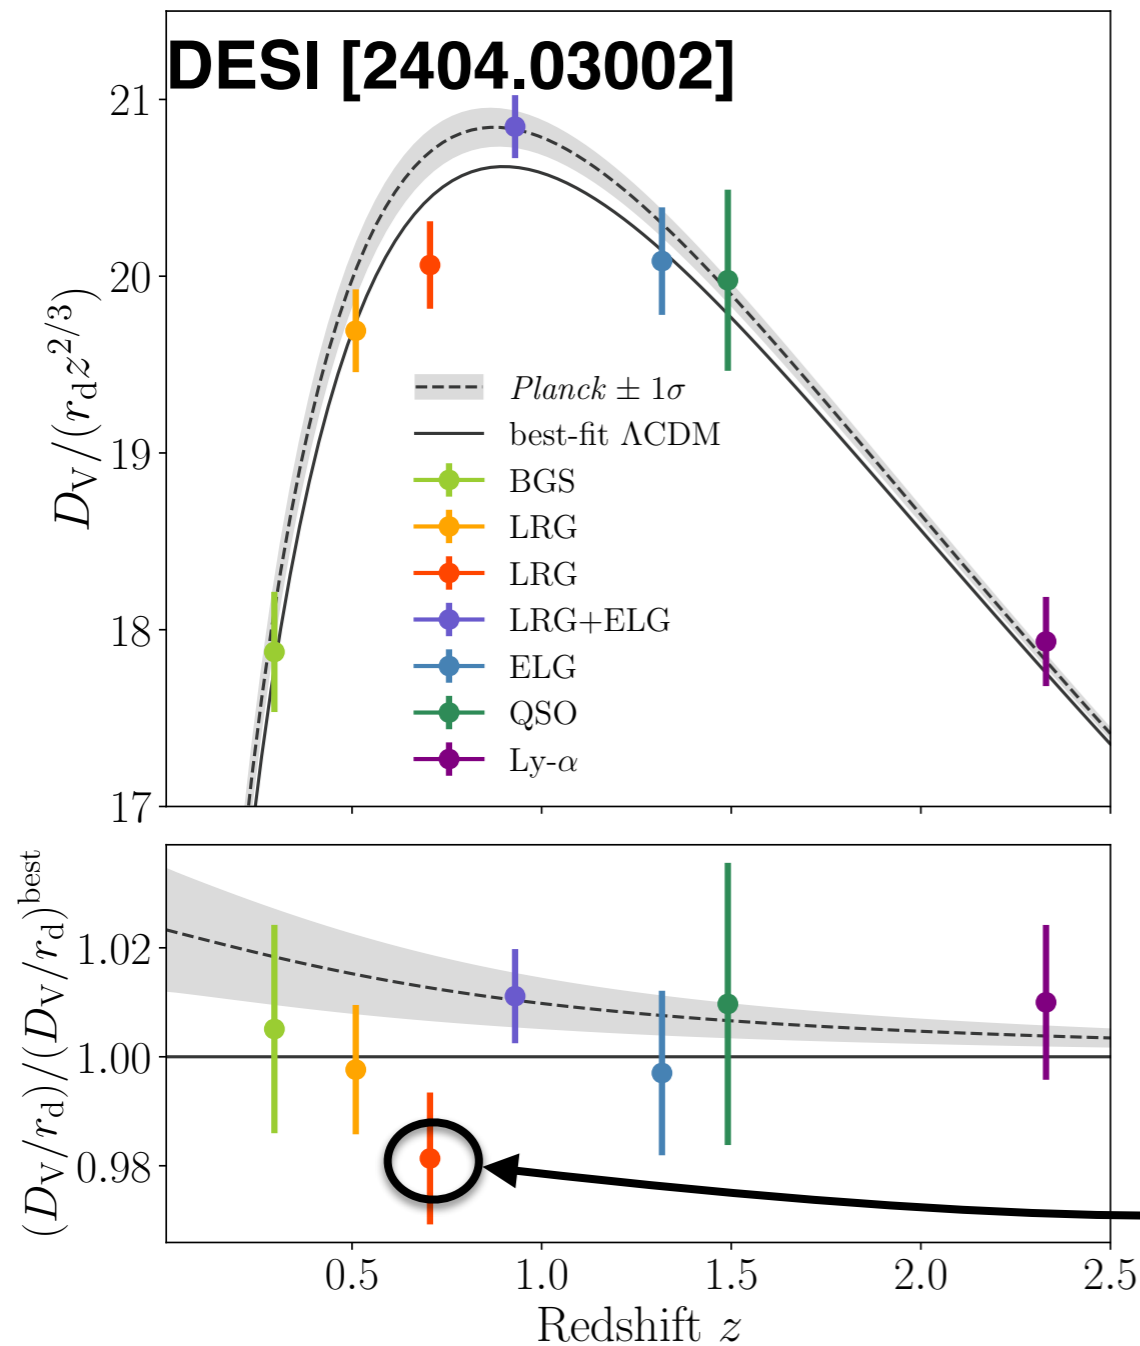 DESI [2404.03002]
21
20
19
18
17
D_V/(r_d z^{2/3})
Planck ± 1σ
best-fit ΛCDM
BGS
LRG
LRG
LRG+ELG
ELG
QSO
Ly-α
1.02
1.00
0.98
(D_V/r_d)/(D_V/r_d)^{best}
0.5 1.0 1.5 2.0 2.5
Redshift z